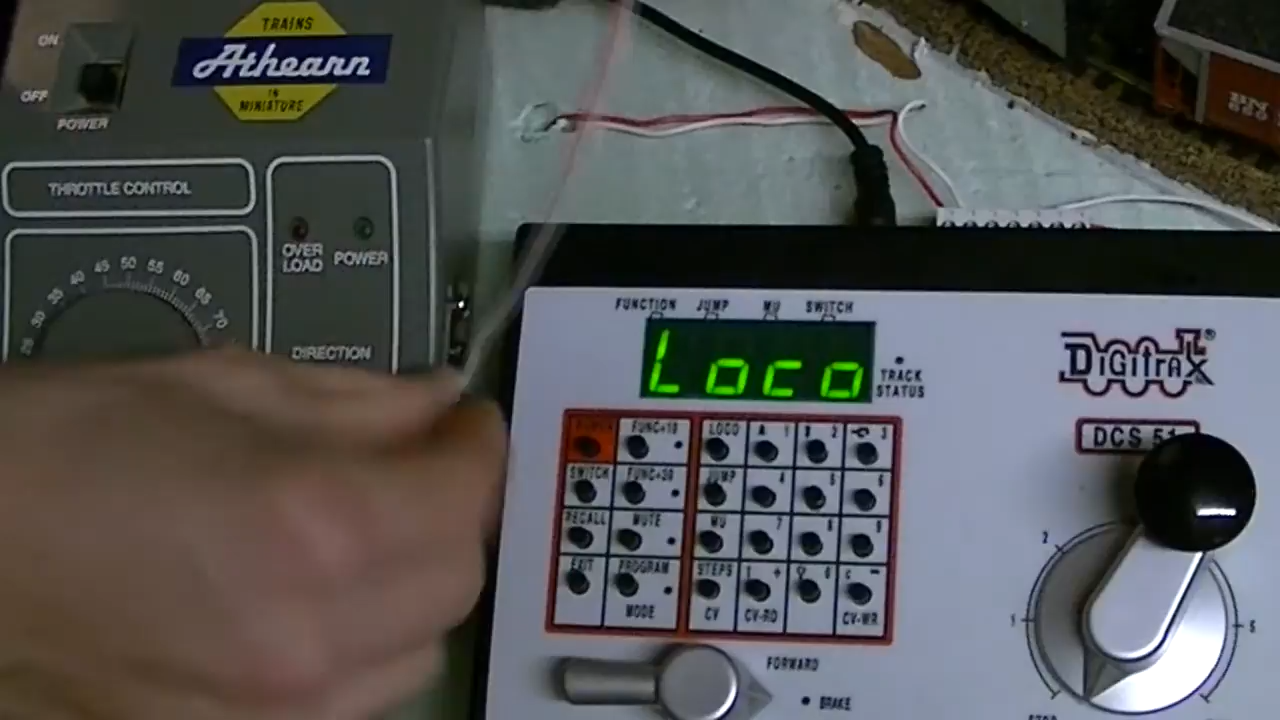 ON
OFF
POWER
TRAINS
Athearn
IN
MINIATURE
THROTTLE CONTROL
30 35 40 45 50 55 60 65 70
OVER
LOAD
POWER
DIRECTION
FUNCTION JUMP MU SWITCH
Loco
TRACK
STATUS
DIGITRAX®
DCS 51
POWER FUNC+10 LOCO A 1 2 3
SWITCH FUNC+20 JUMP 4 5 6
RECALL MUTE MU 7 8 9
EXIT PROGRAM STEPS + 0 C -
MODE CV CV-RD CV-WR
2
1
5
FORWARD
BRAKE
STOP